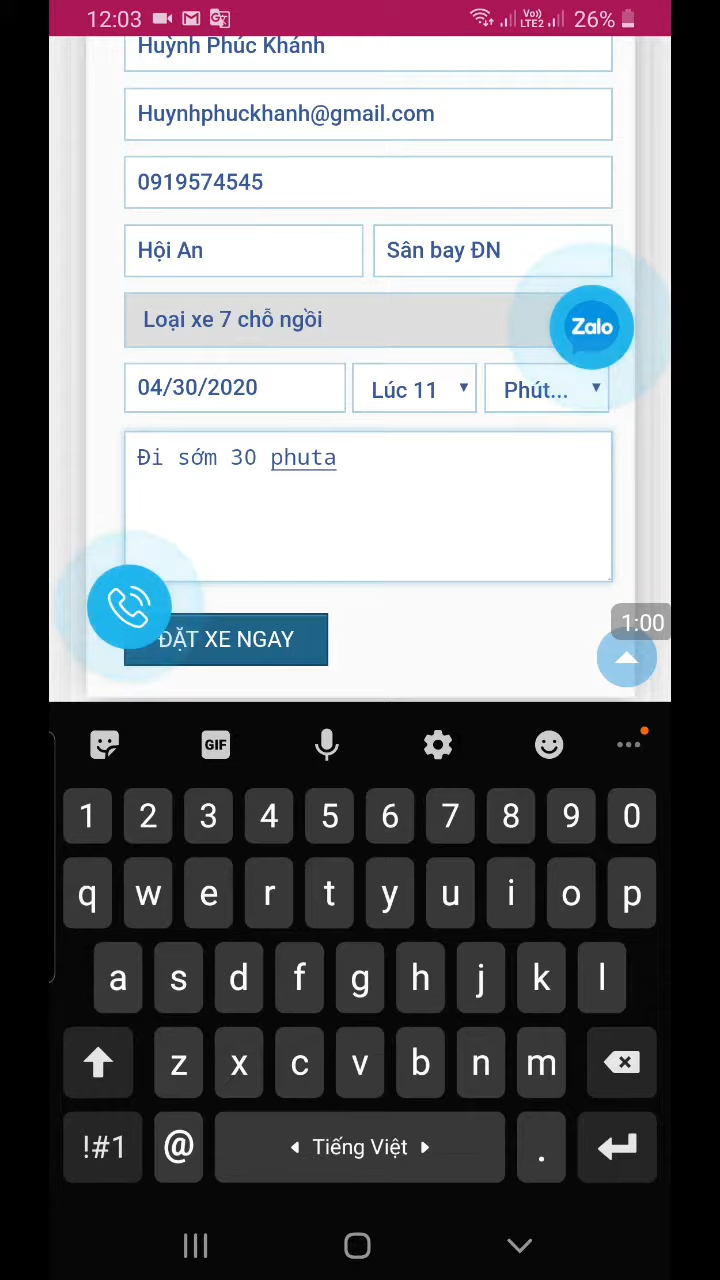 12:03 Vo)) LTE2 26%
Huỳnh Phúc Khánh
Huynhphuckhanh@gmail.com
0919574545
Hội An Sân bay ĐN
Loại xe 7 chỗ ngồi
Zalo
04/30/2020 Lúc 11 Phút...
Đi sớm 30 phuta
ĐẶT XE NGAY
1:00
GIF
1 2 3 4 5 6 7 8 9 0
q w e r t y u i o p
a s d f g h j k l
z x c v b n m
!#1 @ Tiếng Việt .